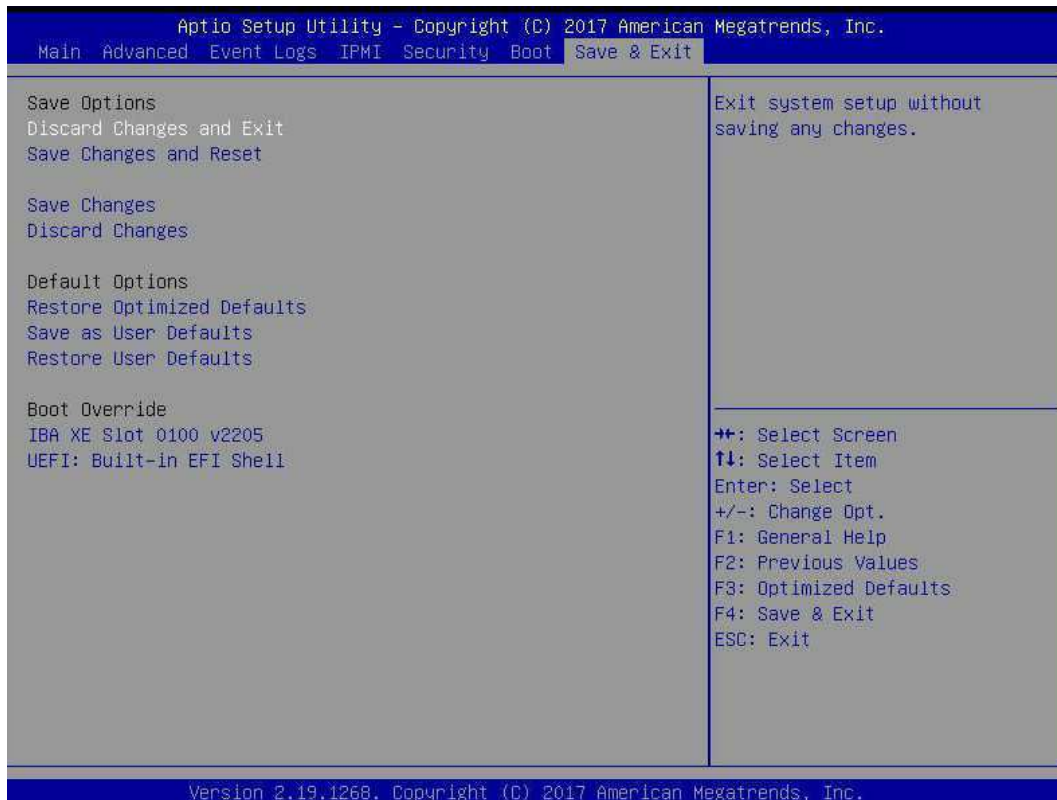 Aptio Setup Utility – Copyright (C) 2017 American Megatrends, Inc.
Main Advanced Event Logs IPMI Security Boot Save & Exit
Save Options
Discard Changes and Exit
Save Changes and Reset
Save Changes
Discard Changes
Default Options
Restore Optimized Defaults
Save as User Defaults
Restore User Defaults
Boot Override
IBA XE Slot 0100 v2205
UEFI: Built-in EFI Shell
Exit system setup without
saving any changes.
→←: Select Screen
↑↓: Select Item
Enter: Select
+/-: Change Opt.
F1: General Help
F2: Previous Values
F3: Optimized Defaults
F4: Save & Exit
ESC: Exit
Version 2.19.1268. Copyright (C) 2017 American Megatrends, Inc.